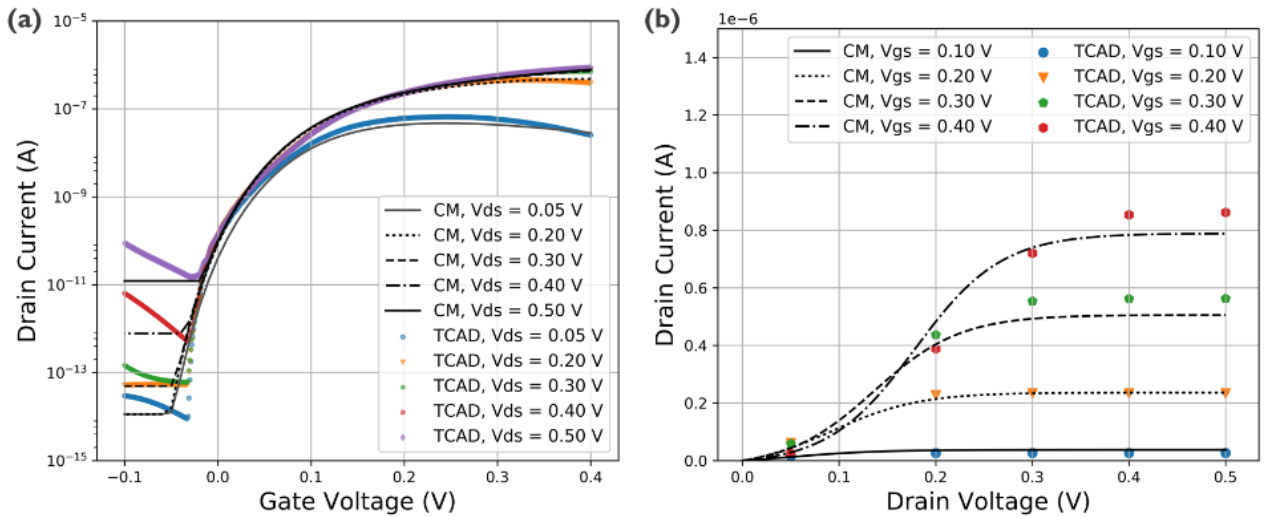 (a)
10⁻⁵
10⁻⁷
10⁻⁹
10⁻¹¹
10⁻¹³
10⁻¹⁵
Drain Current (A)
CM, Vds = 0.05 V
CM, Vds = 0.20 V
CM, Vds = 0.30 V
CM, Vds = 0.40 V
CM, Vds = 0.50 V
TCAD, Vds = 0.05 V
TCAD, Vds = 0.20 V
TCAD, Vds = 0.30 V
TCAD, Vds = 0.40 V
TCAD, Vds = 0.50 V
−0.1 0.0 0.1 0.2 0.3 0.4
Gate Voltage (V)
(b)
1e−6
1.4
1.2
1.0
0.8
0.6
0.4
0.2
0.0
Drain Current (A)
CM, Vgs = 0.10 V
CM, Vgs = 0.20 V
CM, Vgs = 0.30 V
CM, Vgs = 0.40 V
TCAD, Vgs = 0.10 V
TCAD, Vgs = 0.20 V
TCAD, Vgs = 0.30 V
TCAD, Vgs = 0.40 V
0.0 0.1 0.2 0.3 0.4 0.5
Drain Voltage (V)